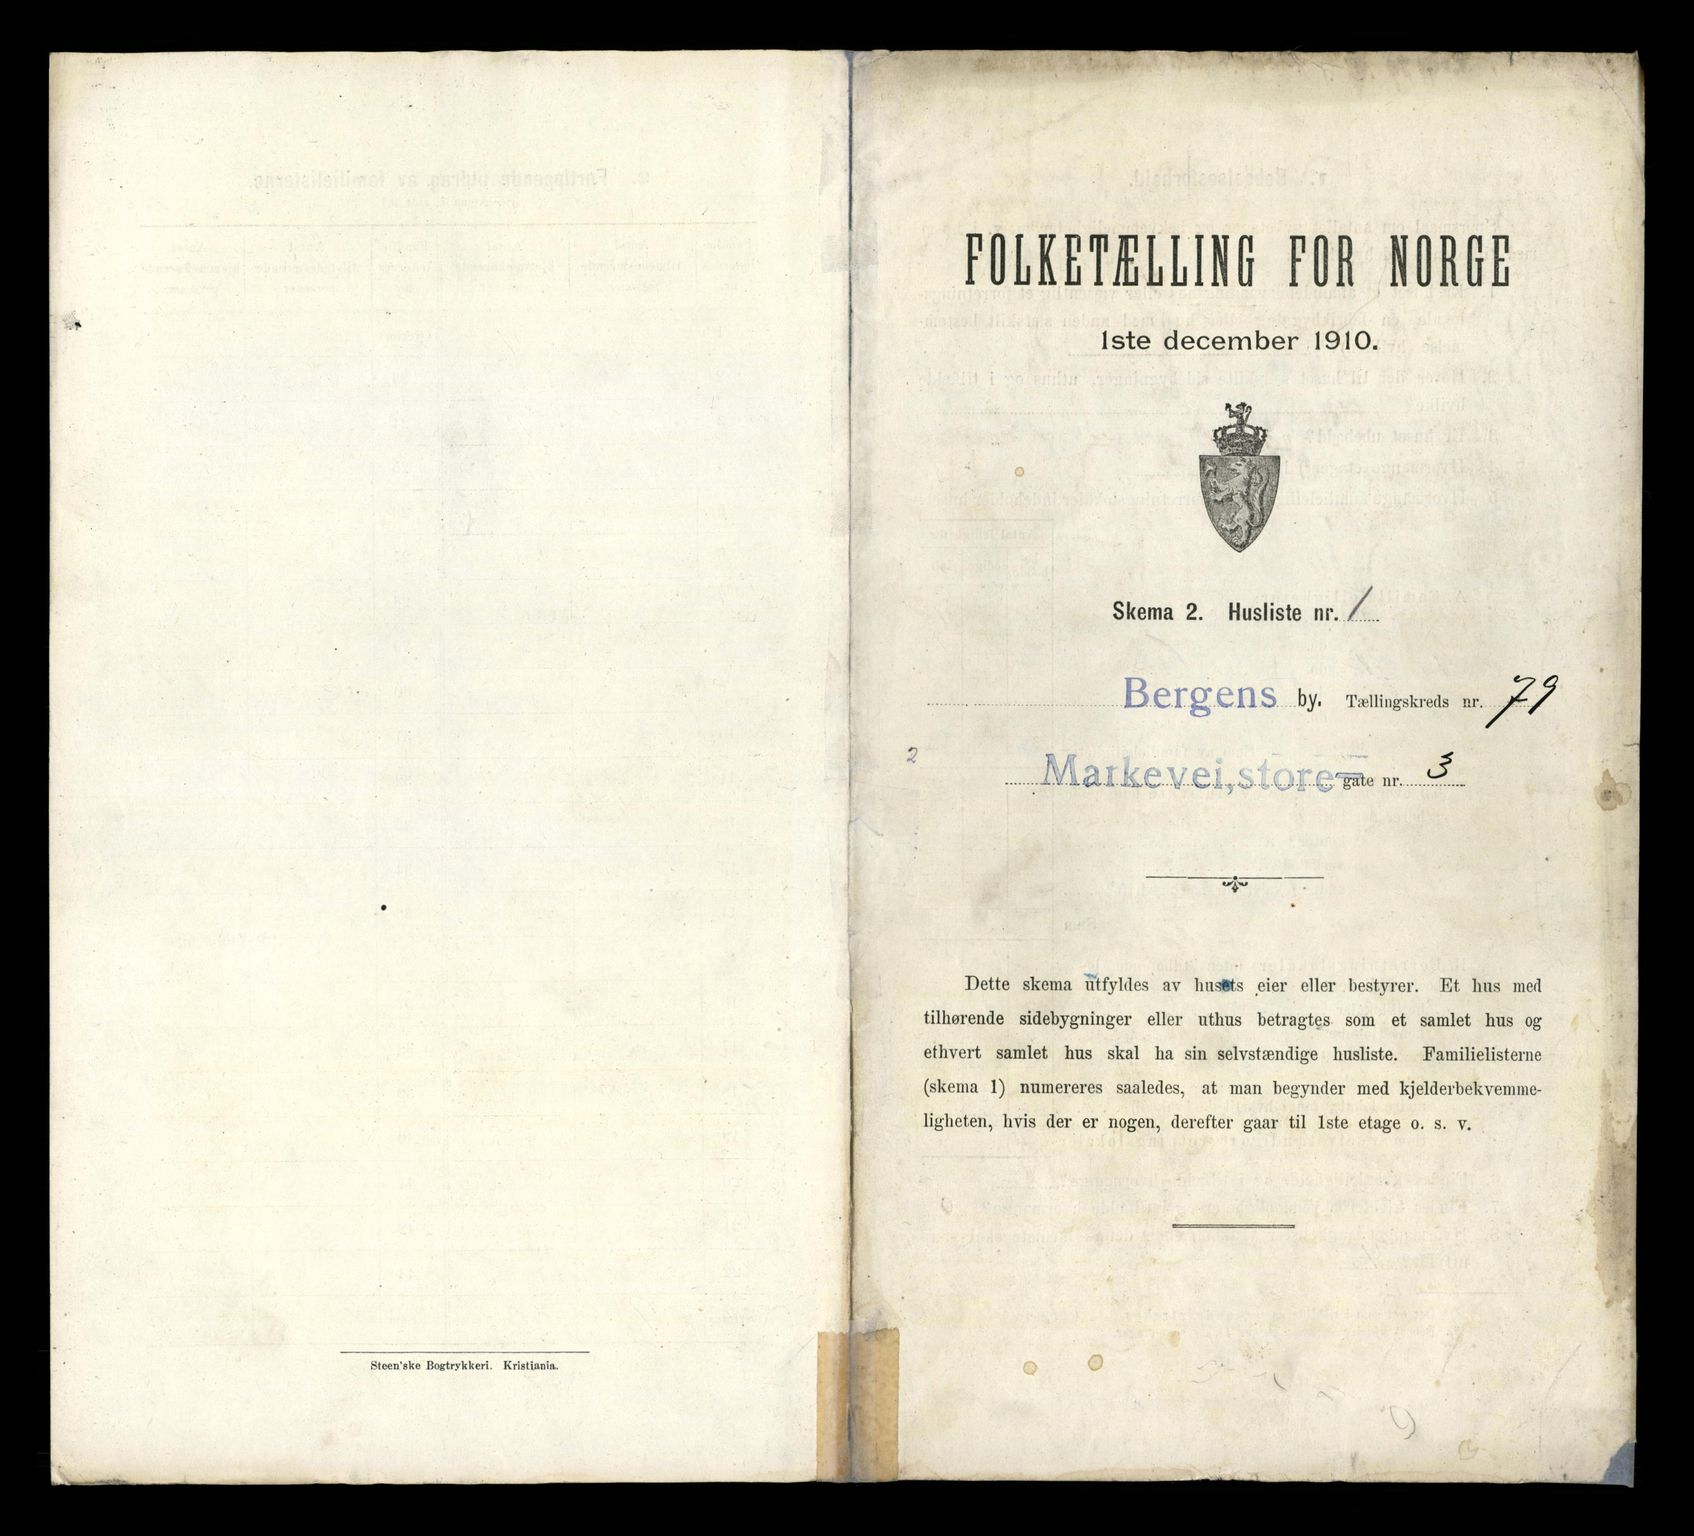 Steen'ske Bogtrykkeri. Kristiania.
FOLKETÆLLING FOR NORGE
1ste december 1910.
Skema 2. Husliste nr. 1
Bergens by. Tællingskreds nr. 79
2
Markevei, store= gate nr. 3
Dette skema utfyldes av husets eier eller bestyrer. Et hus med
tilhørende sidebygninger eller uthus betragtes som et samlet hus og
ethvert samlet hus skal ha sin selvstændige husliste. Familielisterne
(skema 1) numereres saaledes, at man begynder med kjelderbekvemme-
ligheten, hvis der er nogen, derefter gaar til 1ste etage o. s. v.